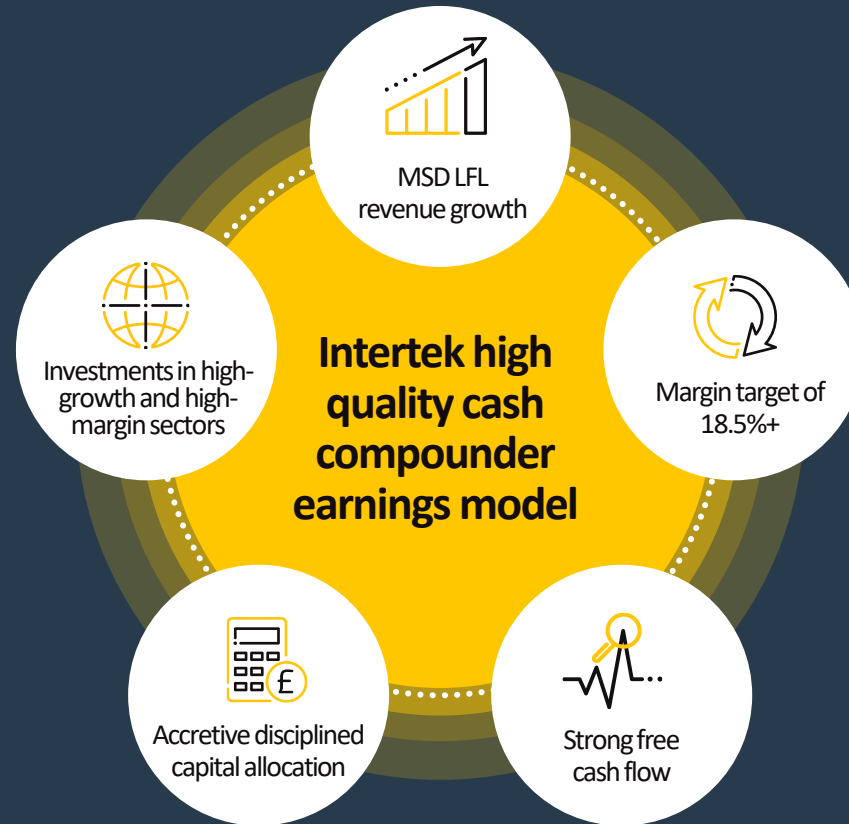 MSD LFL
revenue growth
Investments in high-
growth and high-
margin sectors
Intertek high
quality cash
compounder
earnings model
Margin target of
18.5%+
Accretive disciplined
capital allocation
£
Strong free
cash flow